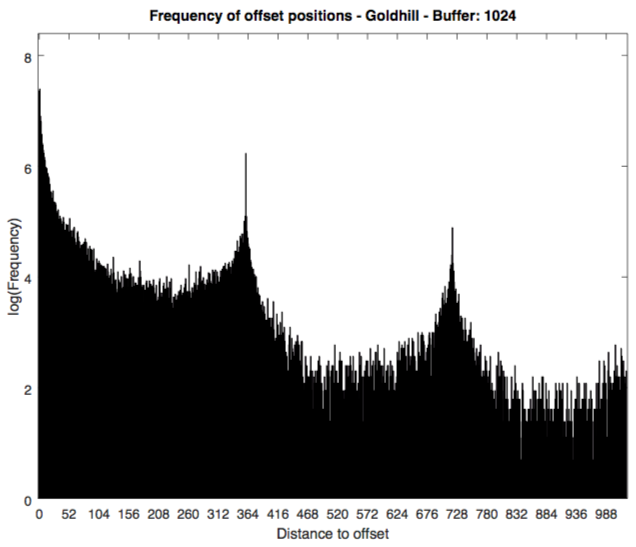 Frequency of offset positions - Goldhill - Buffer: 1024
8
6
4
2
0
log(Frequency)
0 52 104 156 208 260 312 364 416 468 520 572 624 676 728 780 832 884 936 988
Distance to offset